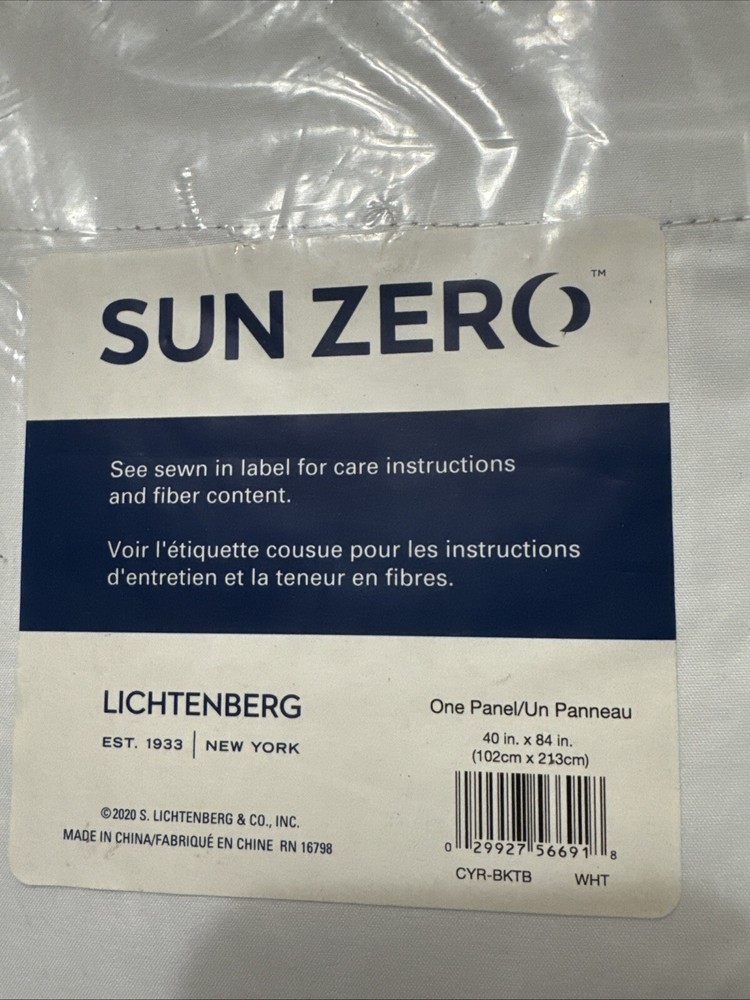 SUN ZERO™
See sewn in label for care instructions
and fiber content.
Voir l'étiquette cousue pour les instructions
d'entretien et la teneur en fibres.
LICHTENBERG
EST. 1933 | NEW YORK
©2020 S. LICHTENBERG & CO., INC.
MADE IN CHINA/FABRIQUÉ EN CHINE RN 16798
One Panel/Un Panneau
40 in. x 84 in.
(102cm x 213cm)
0 29927 56691 8
CYR-BKTB WHT